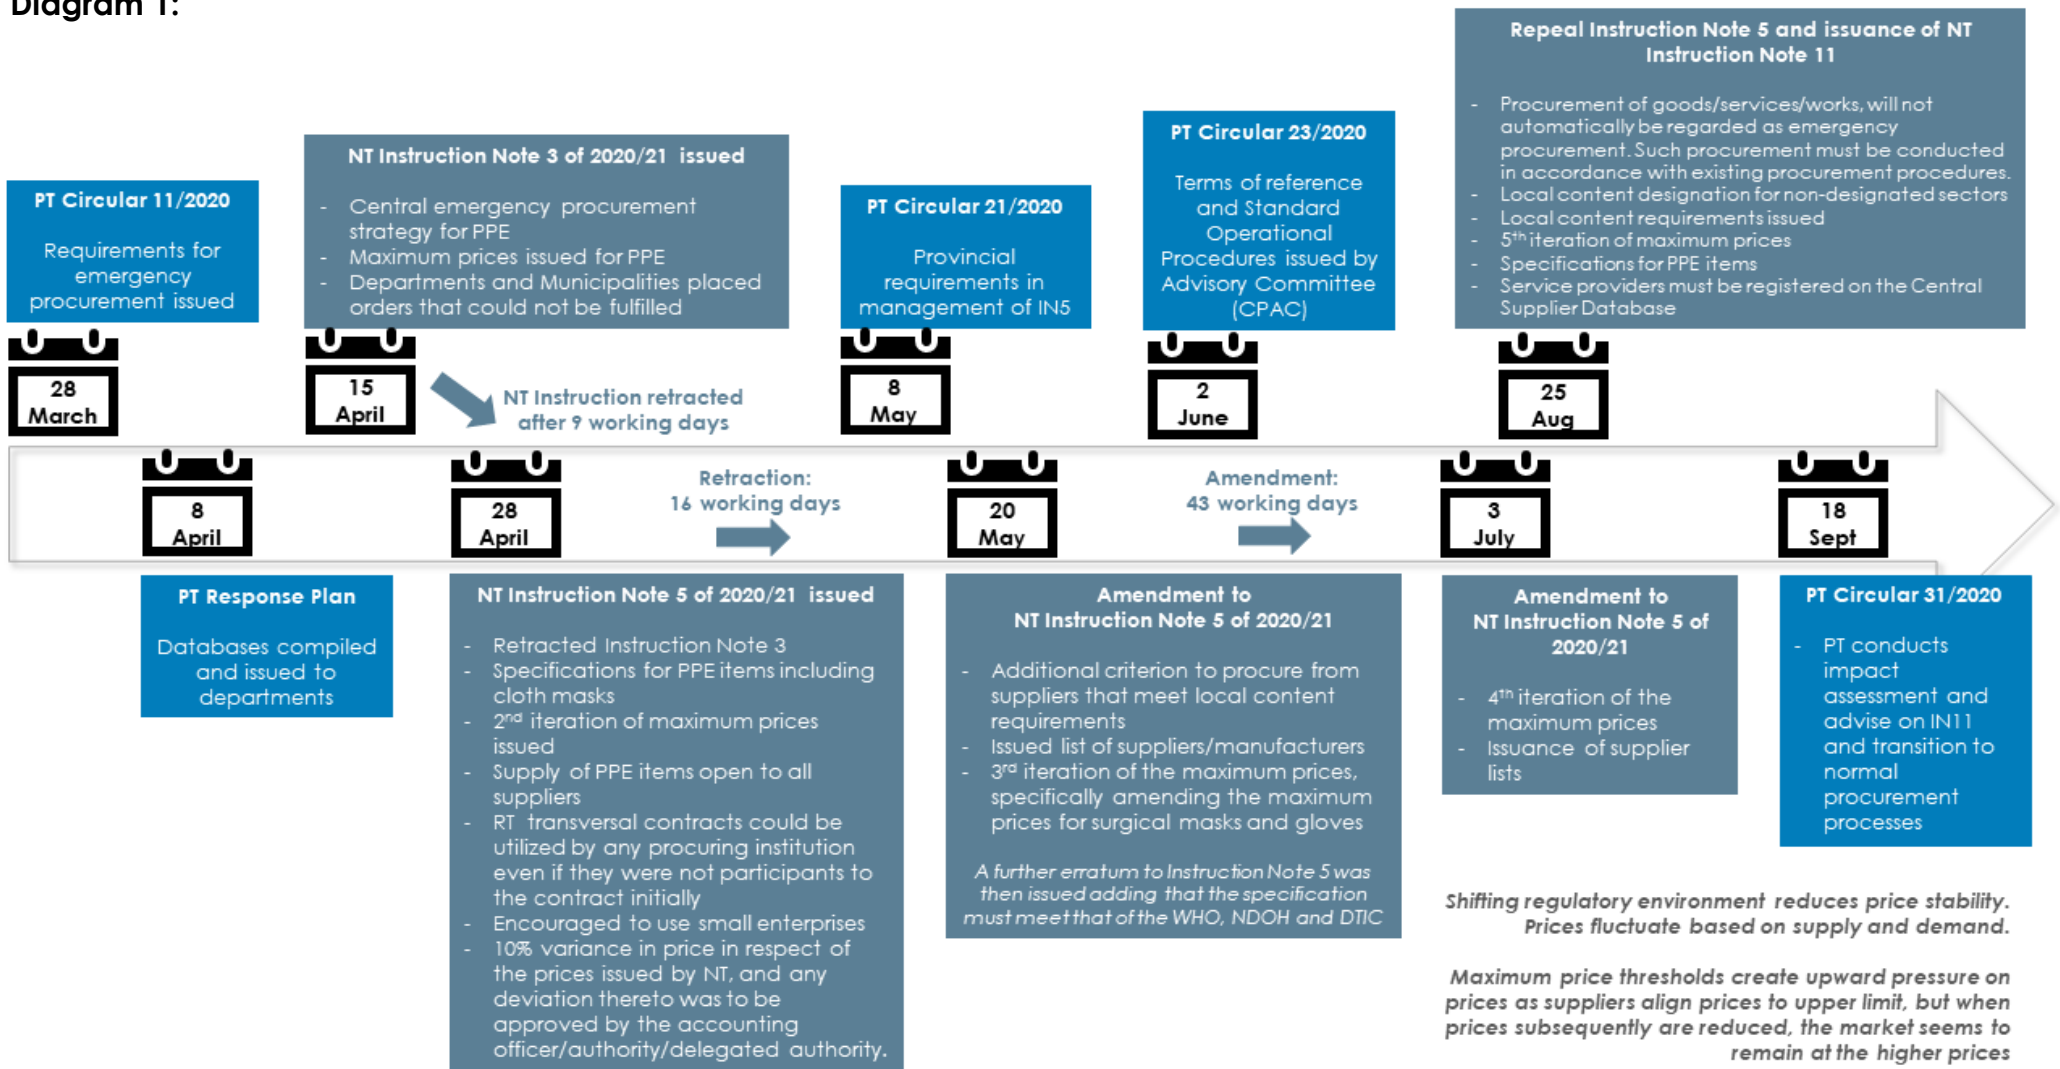 Diagram 1:
PT Circular 11/2020
Requirements for
emergency
procurement issued
28
March
NT Instruction Note 3 of 2020/21 issued
- Central emergency procurement
strategy for PPE
- Maximum prices issued for PPE
- Departments and Municipalities placed
orders that could not be fulfilled
15
April
NT Instruction retracted
after 9 working days
PT Circular 21/2020
Provincial
requirements in
management of IN5
8
May
PT Circular 23/2020
Terms of reference
and Standard
Operational
Procedures issued by
Advisory Committee
(CPAC)
2
June
Repeal Instruction Note 5 and issuance of NT
Instruction Note 11
- Procurement of goods/services/works, will not
automatically be regarded as emergency
procurement. Such procurement must be conducted
in accordance with existing procurement procedures.
- Local content designation for non-designated sectors
- Local content requirements issued
- 5th iteration of maximum prices
- Specifications for PPE items
- Service providers must be registered on the Central
Supplier Database
25
Aug
8
April
PT Response Plan
Databases compiled
and issued to
departments
28
April
NT Instruction Note 5 of 2020/21 issued
- Retracted Instruction Note 3
- Specifications for PPE items including
cloth masks
- 2nd iteration of maximum prices
issued
- Supply of PPE items open to all
suppliers
- RT transversal contracts could be
utilized by any procuring institution
even if they were not participants to
the contract initially
- Encouraged to use small enterprises
- 10% variance in price in respect of
the prices issued by NT, and any
deviation thereto was to be
approved by the accounting
officer/authority/delegated authority.
Retraction:
16 working days
20
May
Amendment to
NT Instruction Note 5 of 2020/21
- Additional criterion to procure from
suppliers that meet local content
requirements
- Issued list of suppliers/manufacturers
- 3rd iteration of the maximum prices,
specifically amending the maximum
prices for surgical masks and gloves
A further erratum to Instruction Note 5 was
then issued adding that the specification
must meet that of the WHO, NDOH and DTIC
Amendment:
43 working days
3
July
Amendment to
NT Instruction Note 5 of
2020/21
- 4th iteration of the
maximum prices
- Issuance of supplier
lists
18
Sept
PT Circular 31/2020
- PT conducts
impact
assessment and
advise on IN11
and transition to
normal
procurement
processes
Shifting regulatory environment reduces price stability.
Prices fluctuate based on supply and demand.
Maximum price thresholds create upward pressure on
prices as suppliers align prices to upper limit, but when
prices subsequently are reduced, the market seems to
remain at the higher prices